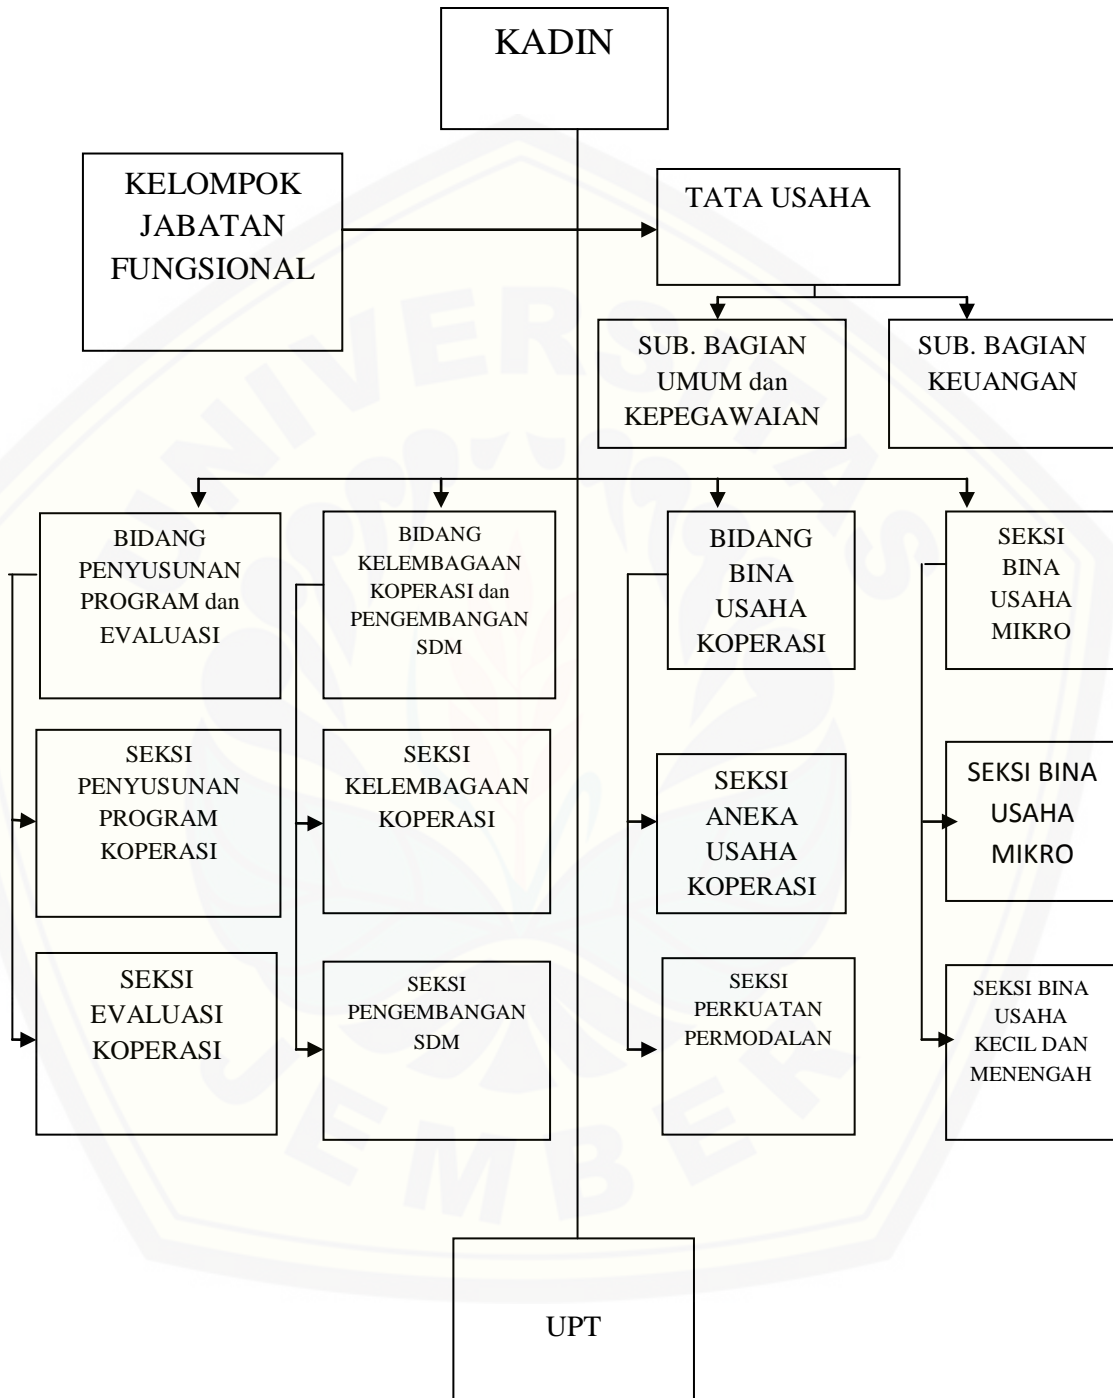 KADIN
KELOMPOK
JABATAN
FUNGSIONAL
TATA USAHA
SUB. BAGIAN
UMUM dan
KEPEGAWAIAN
SUB. BAGIAN
KEUANGAN
BIDANG
PENYUSUNAN
PROGRAM dan
EVALUASI
BIDANG
KELEMBAGAAN
KOPERASI dan
PENGEMBANGAN
SDM
BIDANG
BINA
USAHA
KOPERASI
SEKSI
BINA
USAHA
MIKRO
SEKSI
PENYUSUNAN
PROGRAM
KOPERASI
SEKSI
KELEMBAGAAN
KOPERASI
SEKSI
ANEKA
USAHA
KOPERASI
SEKSI BINA
USAHA
MIKRO
SEKSI
EVALUASI
KOPERASI
SEKSI
PENGEMBANGAN
SDM
SEKSI
PERKUATAN
PERMODALAN
SEKSI BINA
USAHA
KECIL DAN
MENENGAH
UPT
UNIVERSITAS
JEMBER